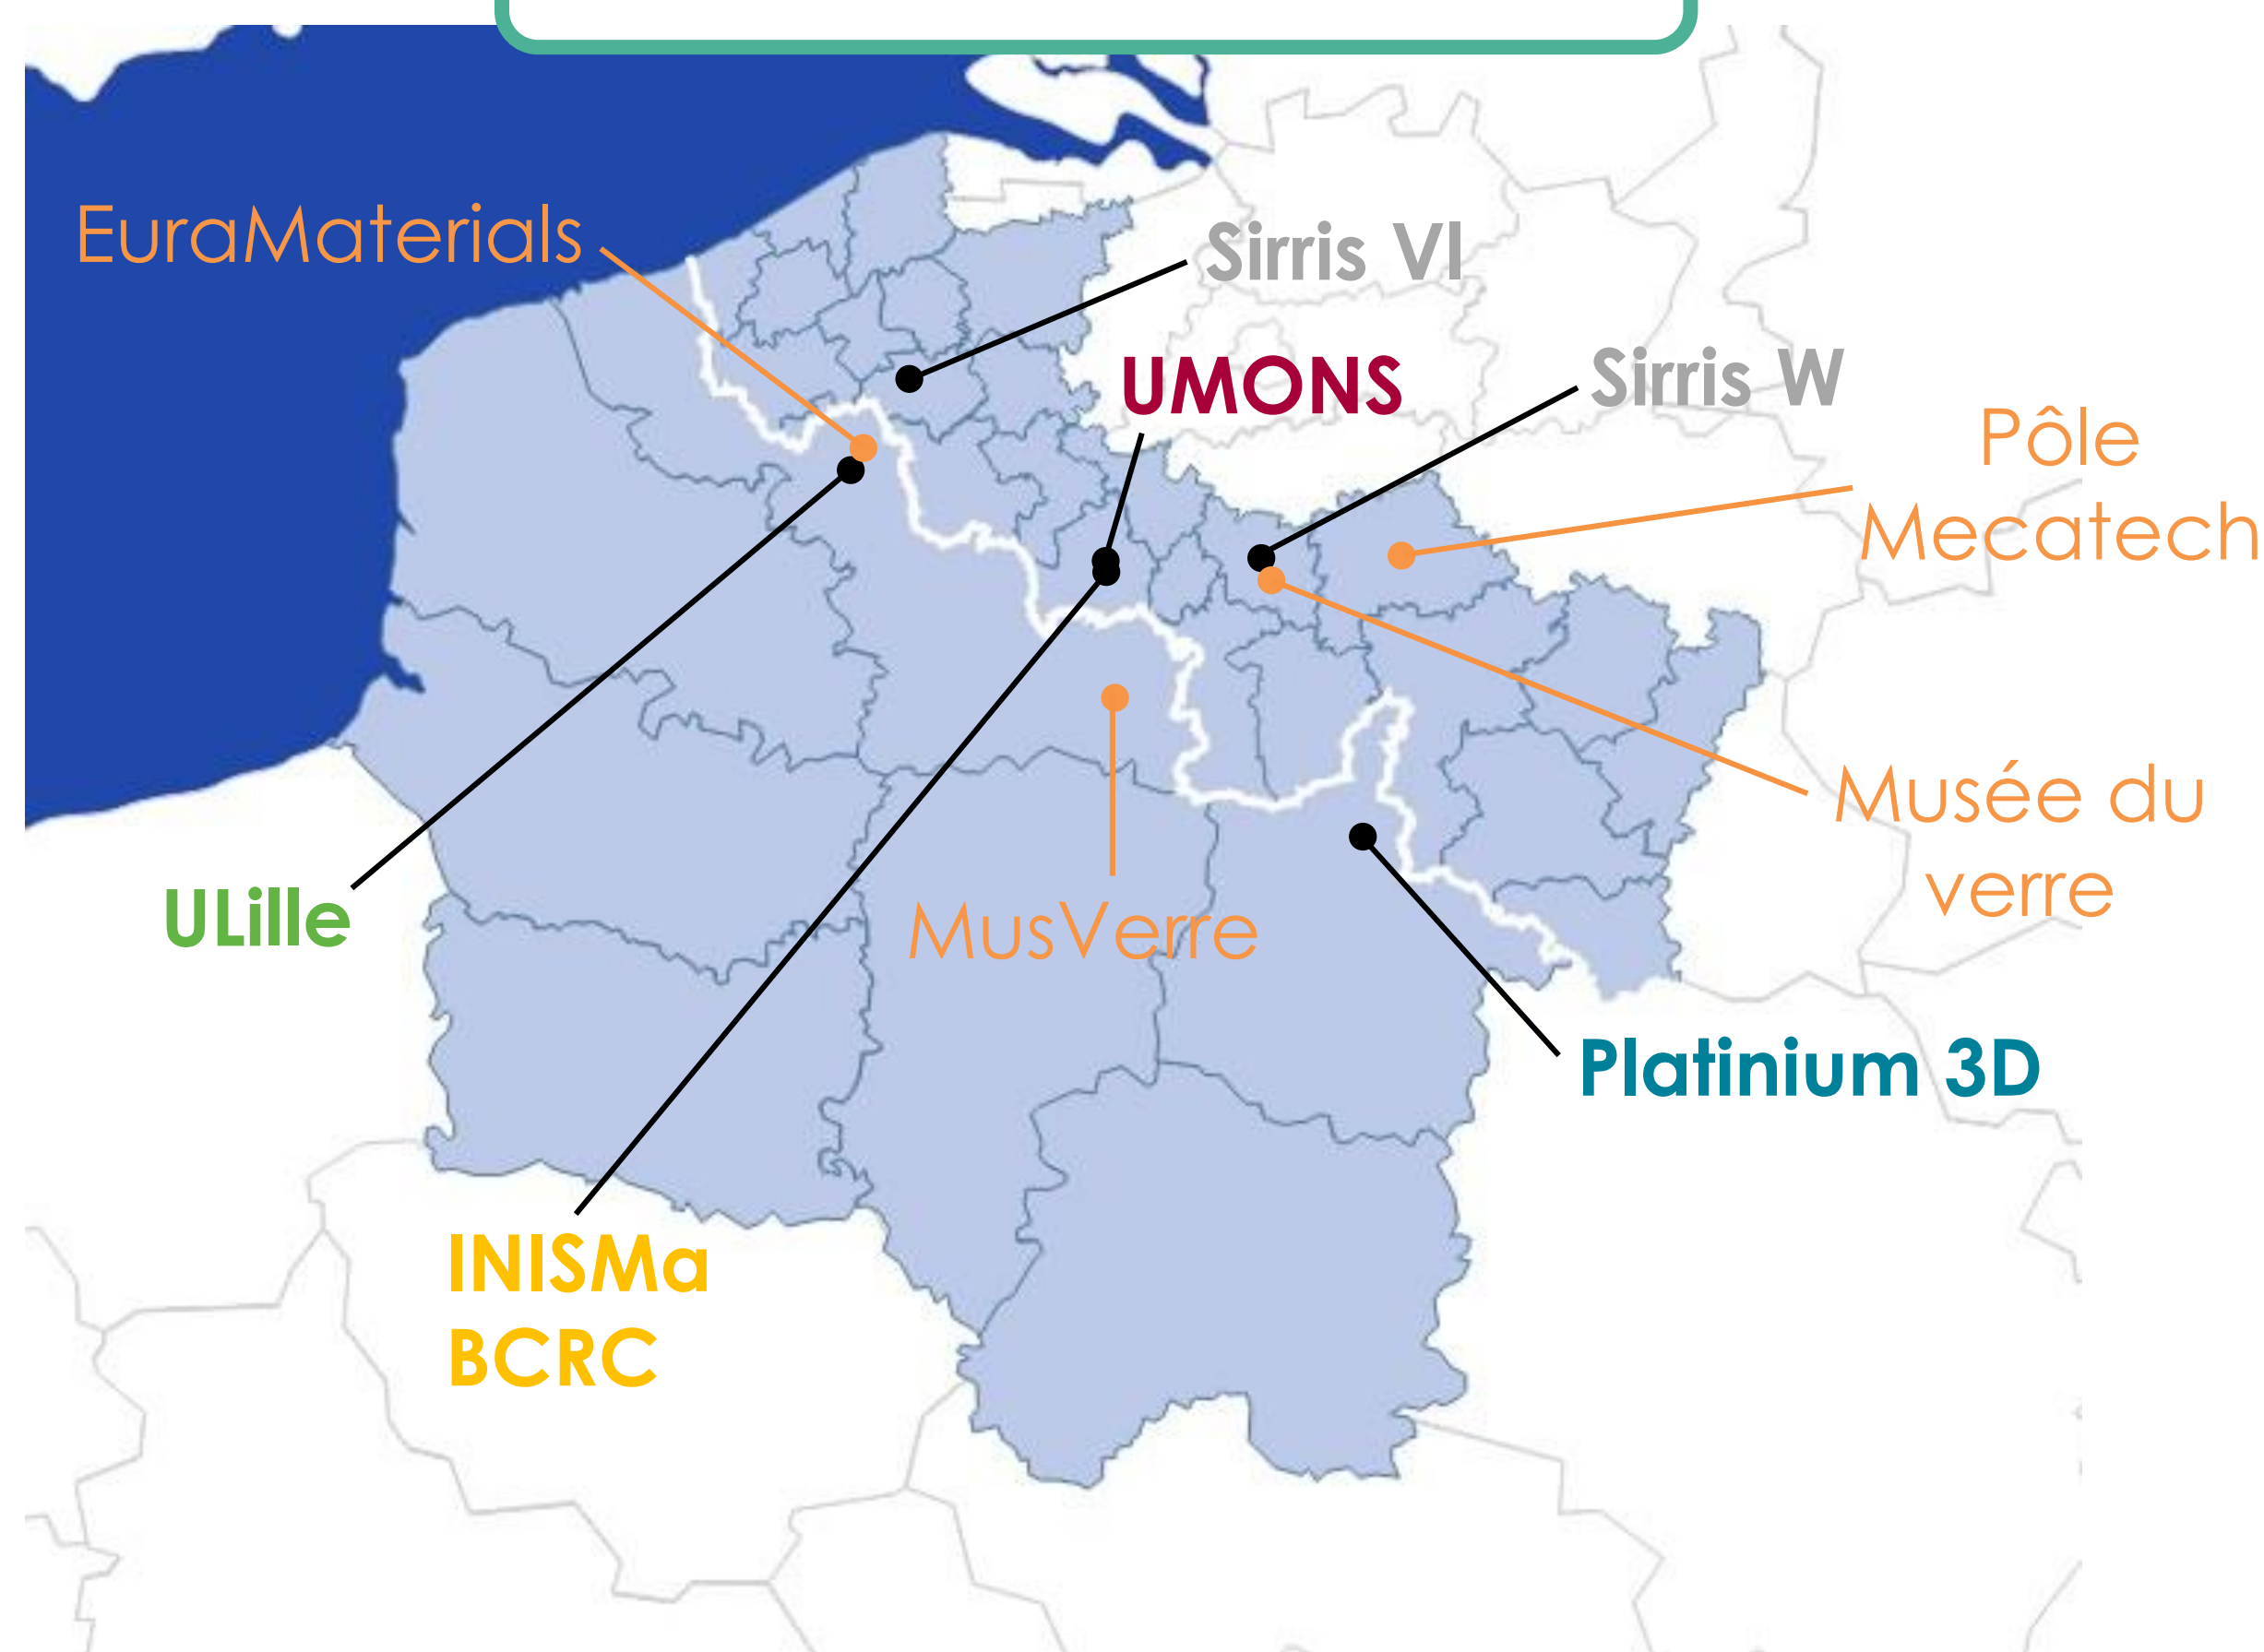 EuraMaterials
Sirris Vl
UMONS
Sirris W
Pôle
Mecatech
Musée du
verre
ULille
MusVerre
Platinium 3D
INISMa
BCRC